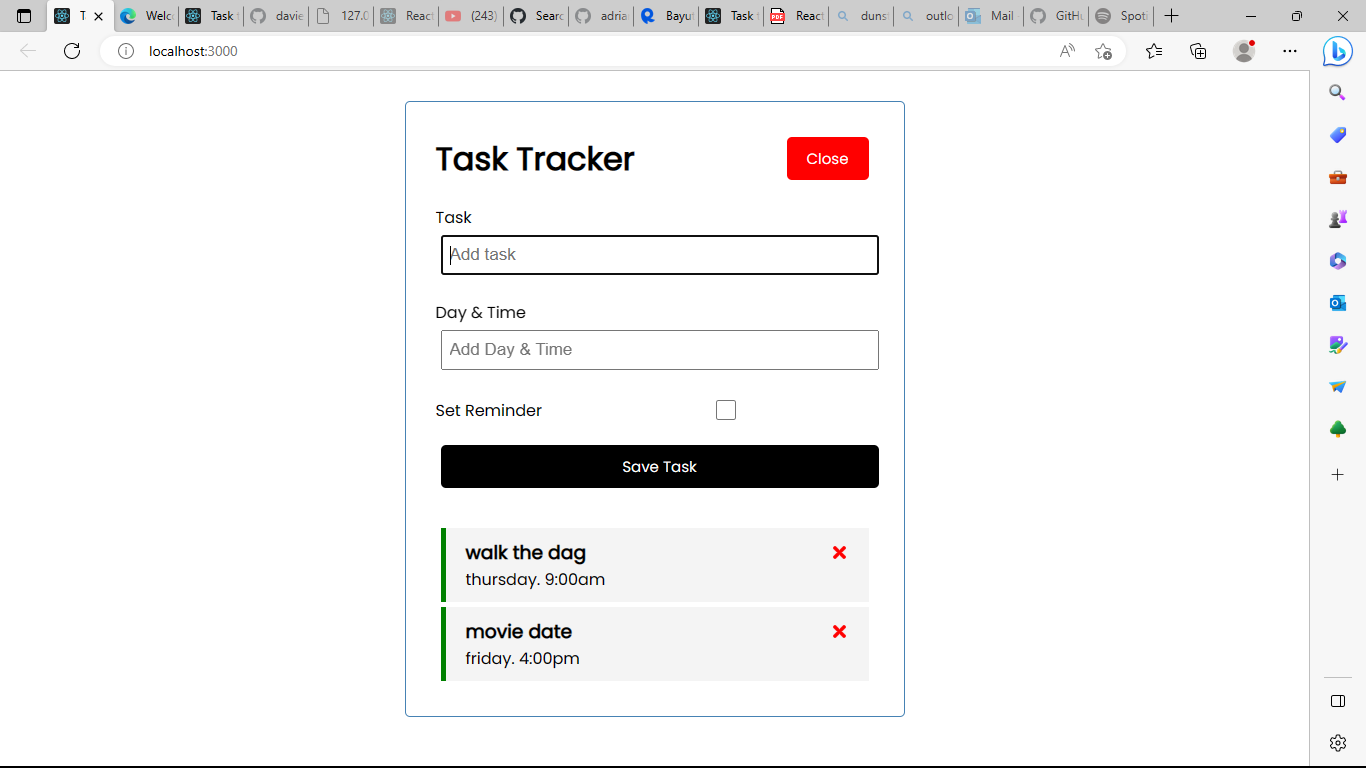 T
Welc
Task t
davie
127.0
React
(243)
Searc
adria
Bayut
Task t
React
duns
outlo
Mail -
GitHu
Spoti
localhost:3000
Task Tracker
Close
Task
Add task
Day & Time
Add Day & Time
Set Reminder
Save Task
walk the dag
thursday. 9:00am
movie date
friday. 4:00pm